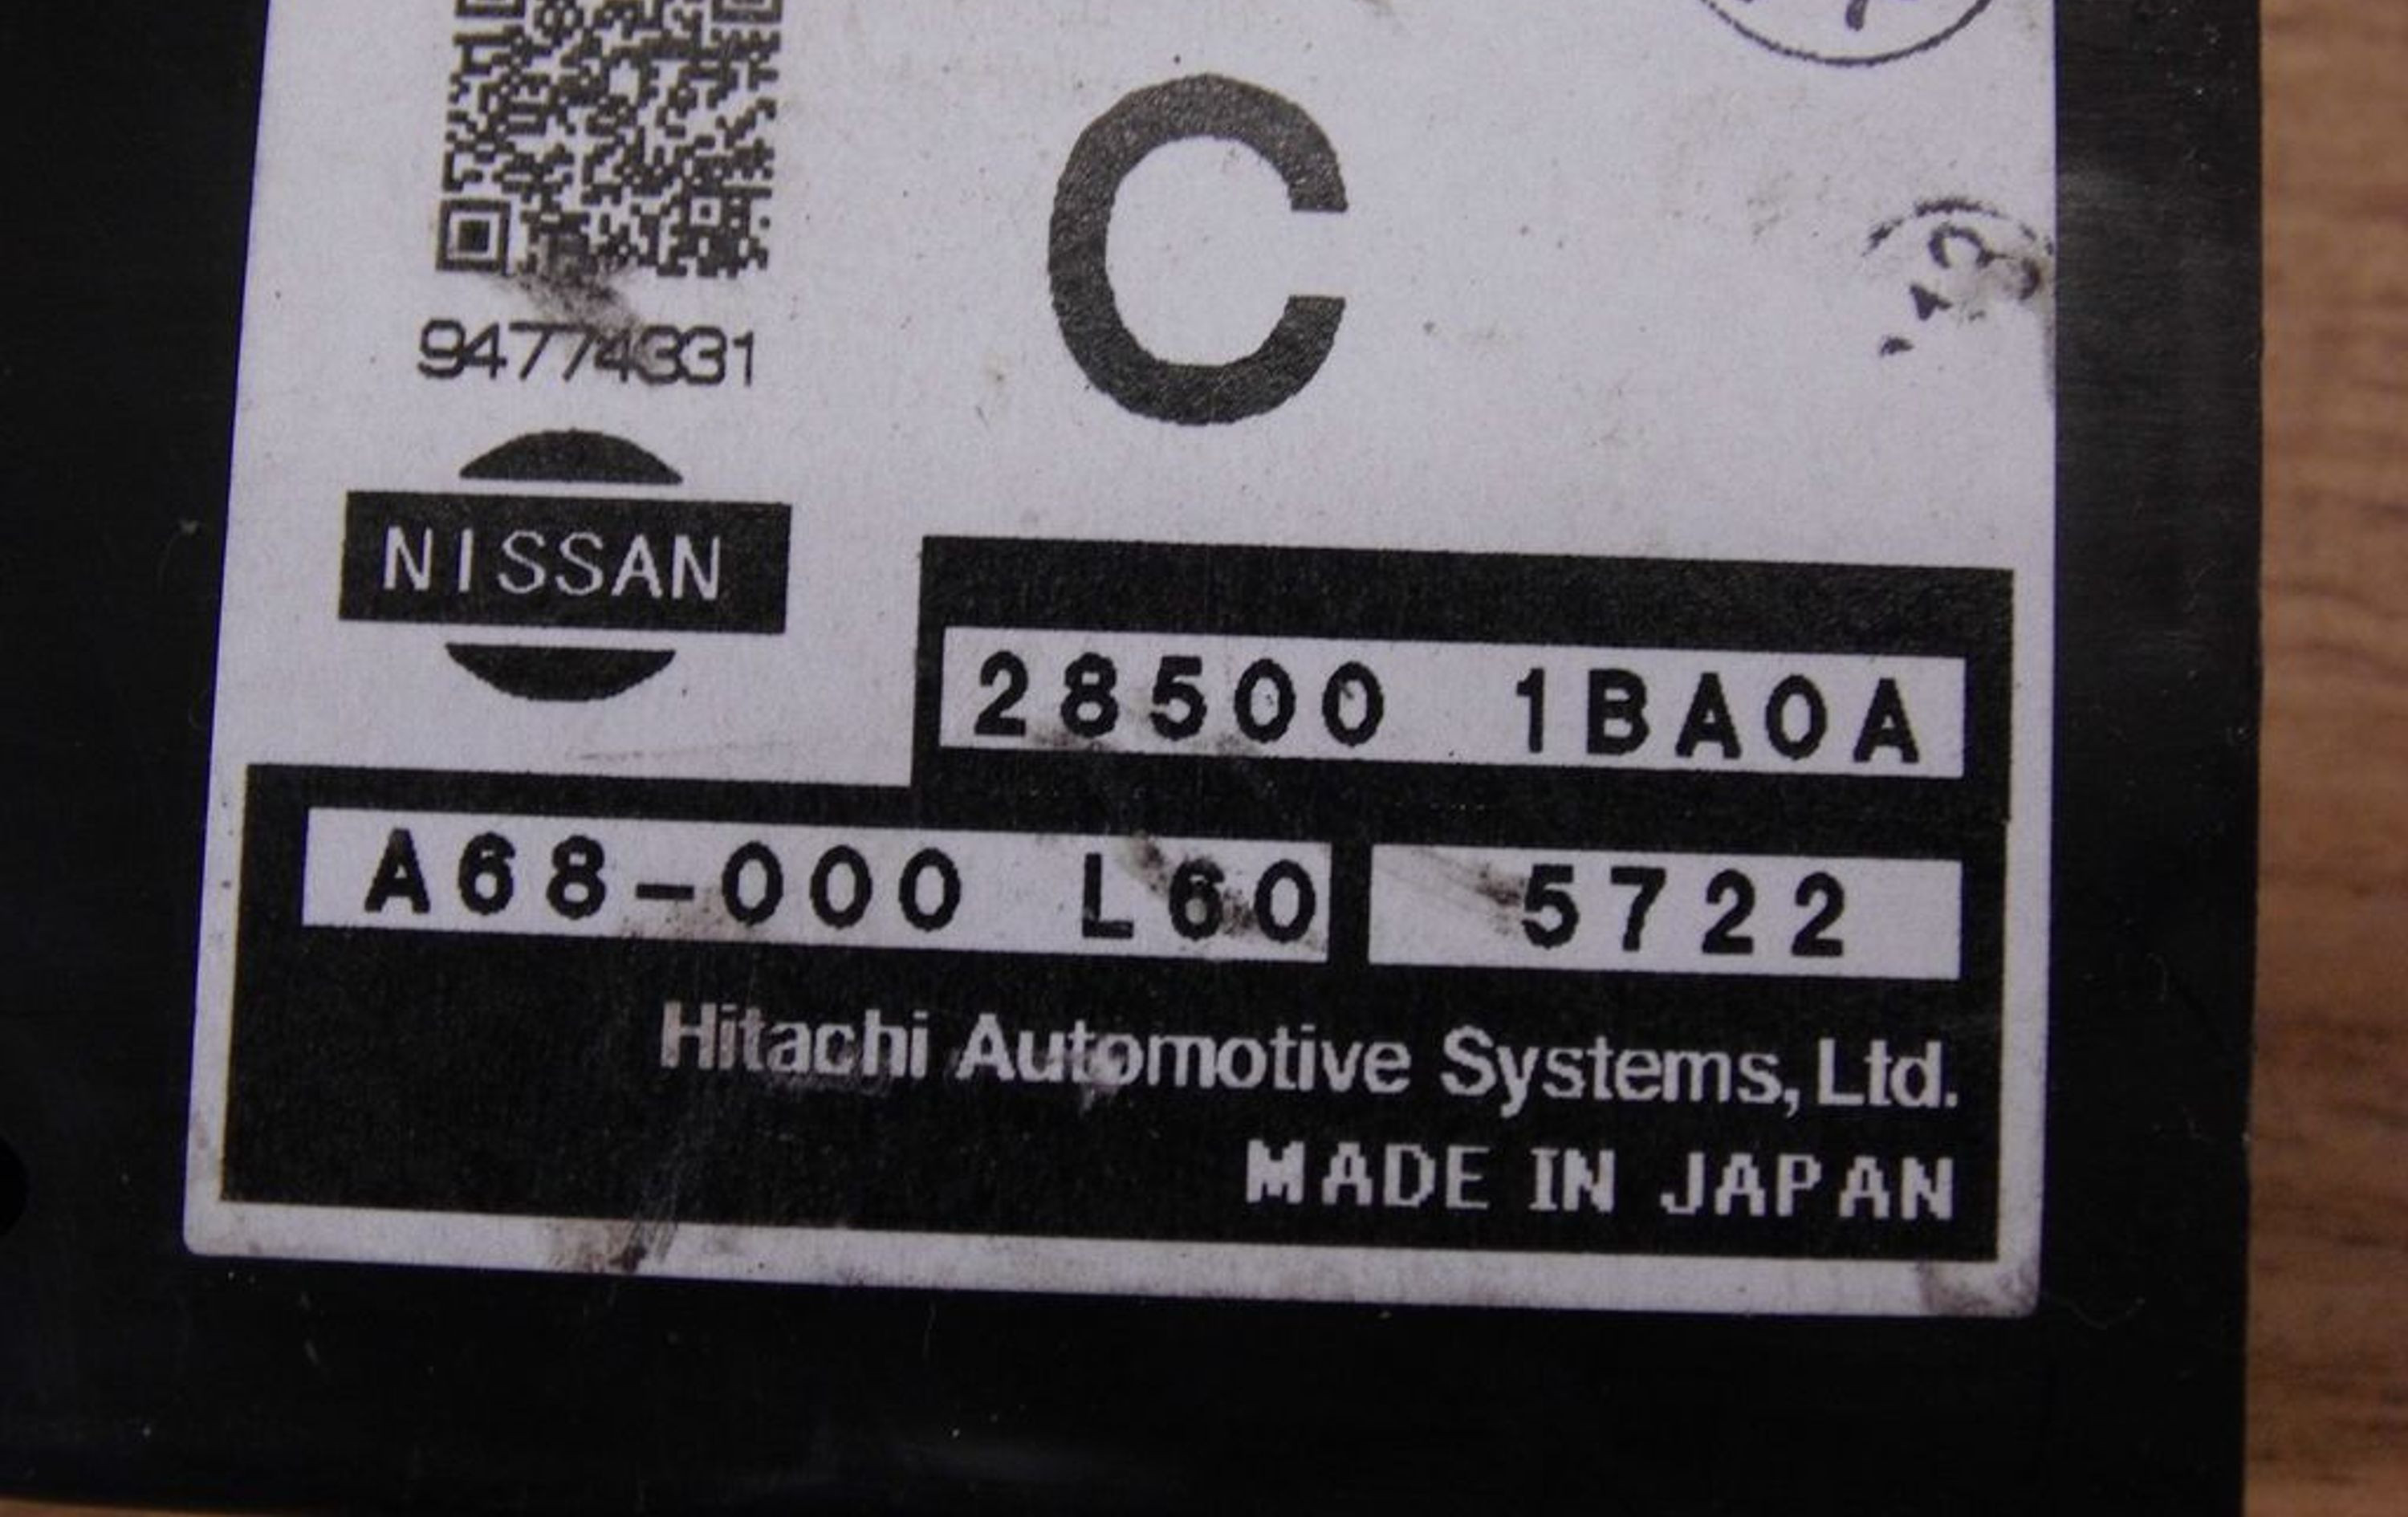 C
94774331
NISSAN
28500 1BA0A
A68-000 L60 5722
Hitachi Automotive Systems, Ltd.
MADE IN JAPAN